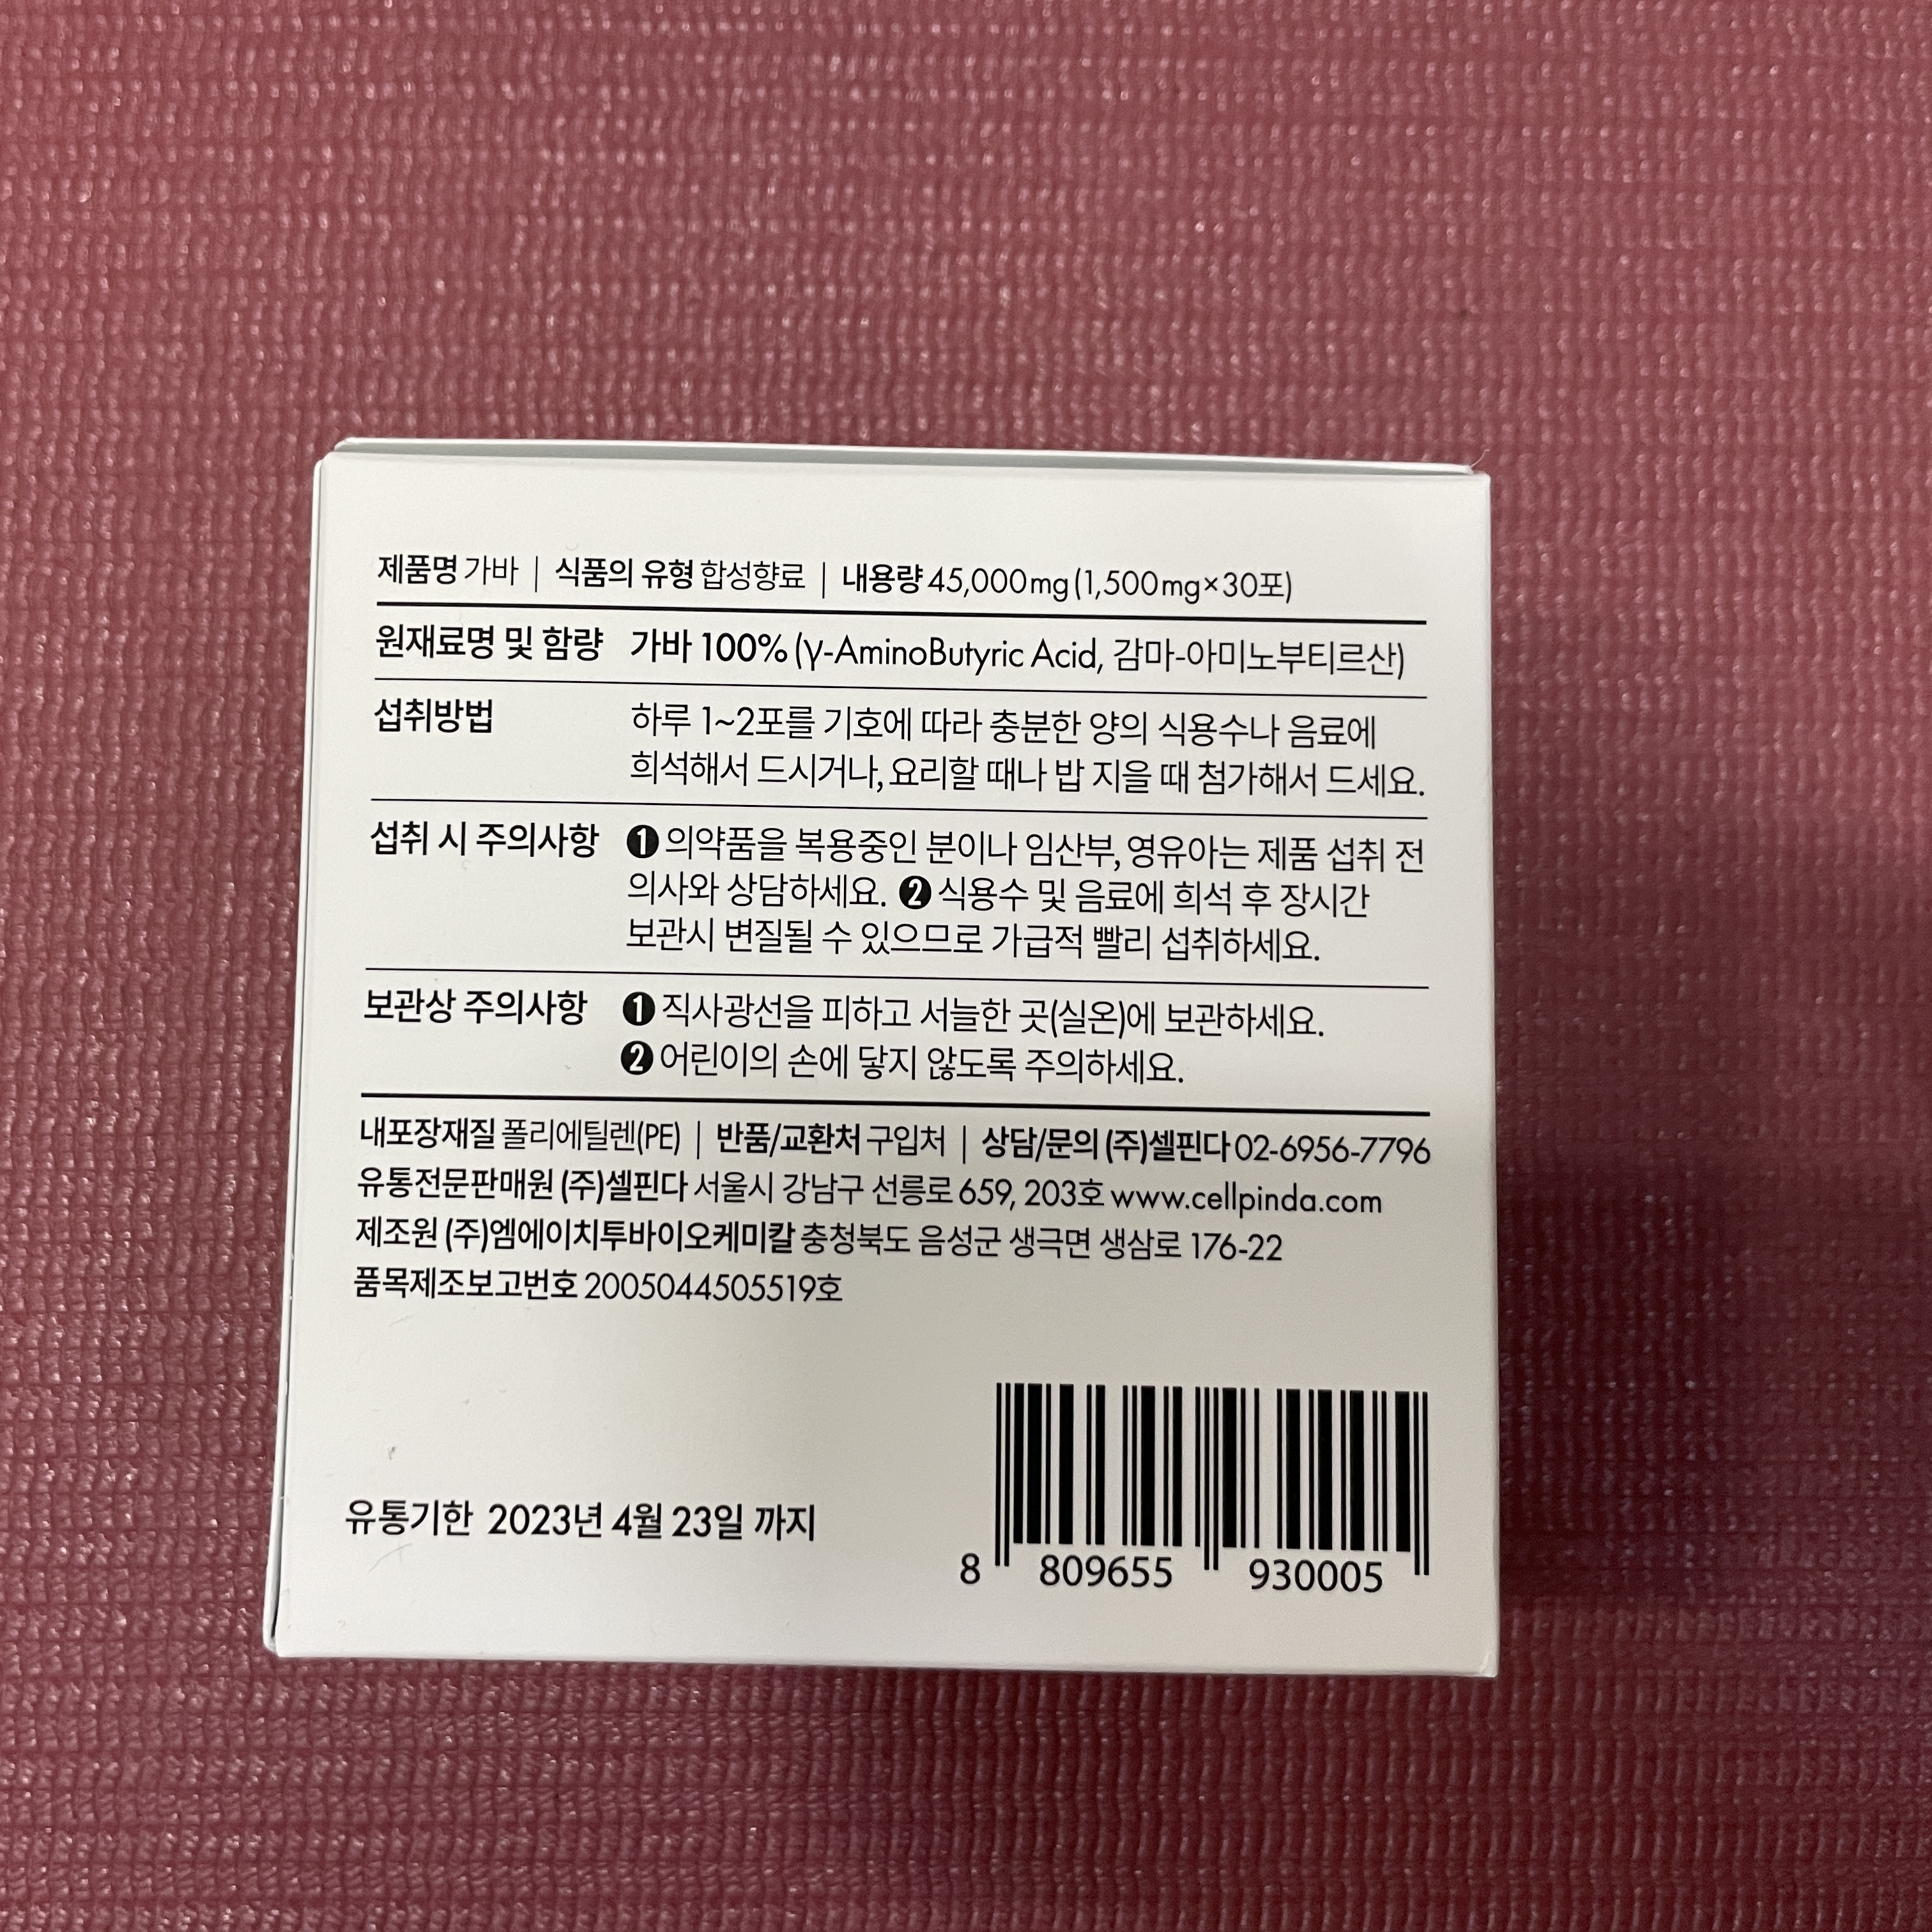 제품명 가바 | 식품의 유형 합성향료 | 내용량 45,000mg(1,500mg×30포)
원재료명 및 함량 가바 100% (γ-AminoButyric Acid, 감마-아미노부티르산)
섭취방법 하루 1~2포를 기호에 따라 충분한 양의 식용수나 음료에
희석해서 드시거나, 요리할 때나 밥 지을 때 첨가해서 드세요.
섭취 시 주의사항 ❶ 의약품을 복용중인 분이나 임산부, 영유아는 제품 섭취 전
의사와 상담하세요. ❷ 식용수 및 음료에 희석 후 장시간
보관시 변질될 수 있으므로 가급적 빨리 섭취하세요.
보관상 주의사항 ❶ 직사광선을 피하고 서늘한 곳(실온)에 보관하세요.
❷ 어린이의 손에 닿지 않도록 주의하세요.
내포장재질 폴리에틸렌(PE) | 반품/교환처 구입처 | 상담/문의 (주)셀핀다 02-6956-7796
유통전문판매원 (주)셀핀다 서울시 강남구 선릉로 659, 203호 www.cellpinda.com
제조원 (주)엠에이치투바이오케미칼 충청북도 음성군 생극면 생삼로 176-22
품목제조보고번호 2005044505519호
유통기한 2023년 4월 23일 까지
8 809655 930005